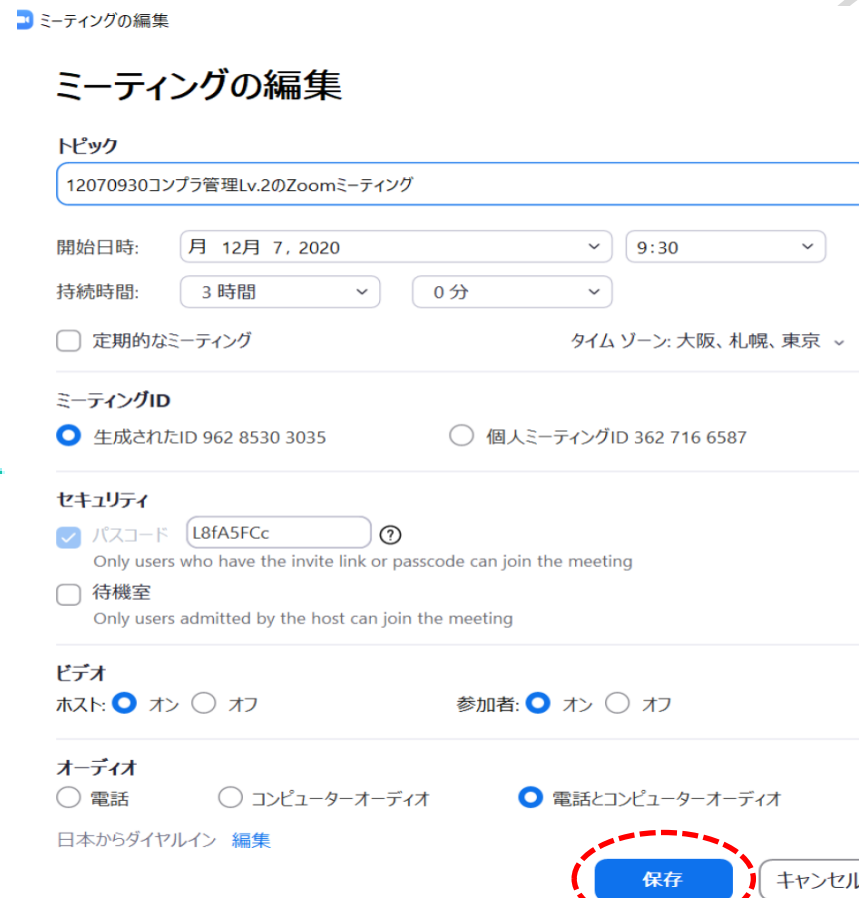 ミーティングの編集
ミーティングの編集
トピック
12070930コンプラ管理Lv.2のZoomミーティング
開始日時: 月 12月 7, 2020 9:30
持続時間: 3 時間 0 分
定期的なミーティング タイム ゾーン: 大阪、札幌、東京
ミーティングID
生成されたID 962 8530 3035 個人ミーティングID 362 716 6587
セキュリティ
パスコード L8fA5FCc ?
Only users who have the invite link or passcode can join the meeting
待機室
Only users admitted by the host can join the meeting
ビデオ
ホスト: オン オフ 参加者: オン オフ
オーディオ
電話 コンピューターオーディオ 電話とコンピューターオーディオ
日本からダイヤルイン 編集
保存 キャンセル